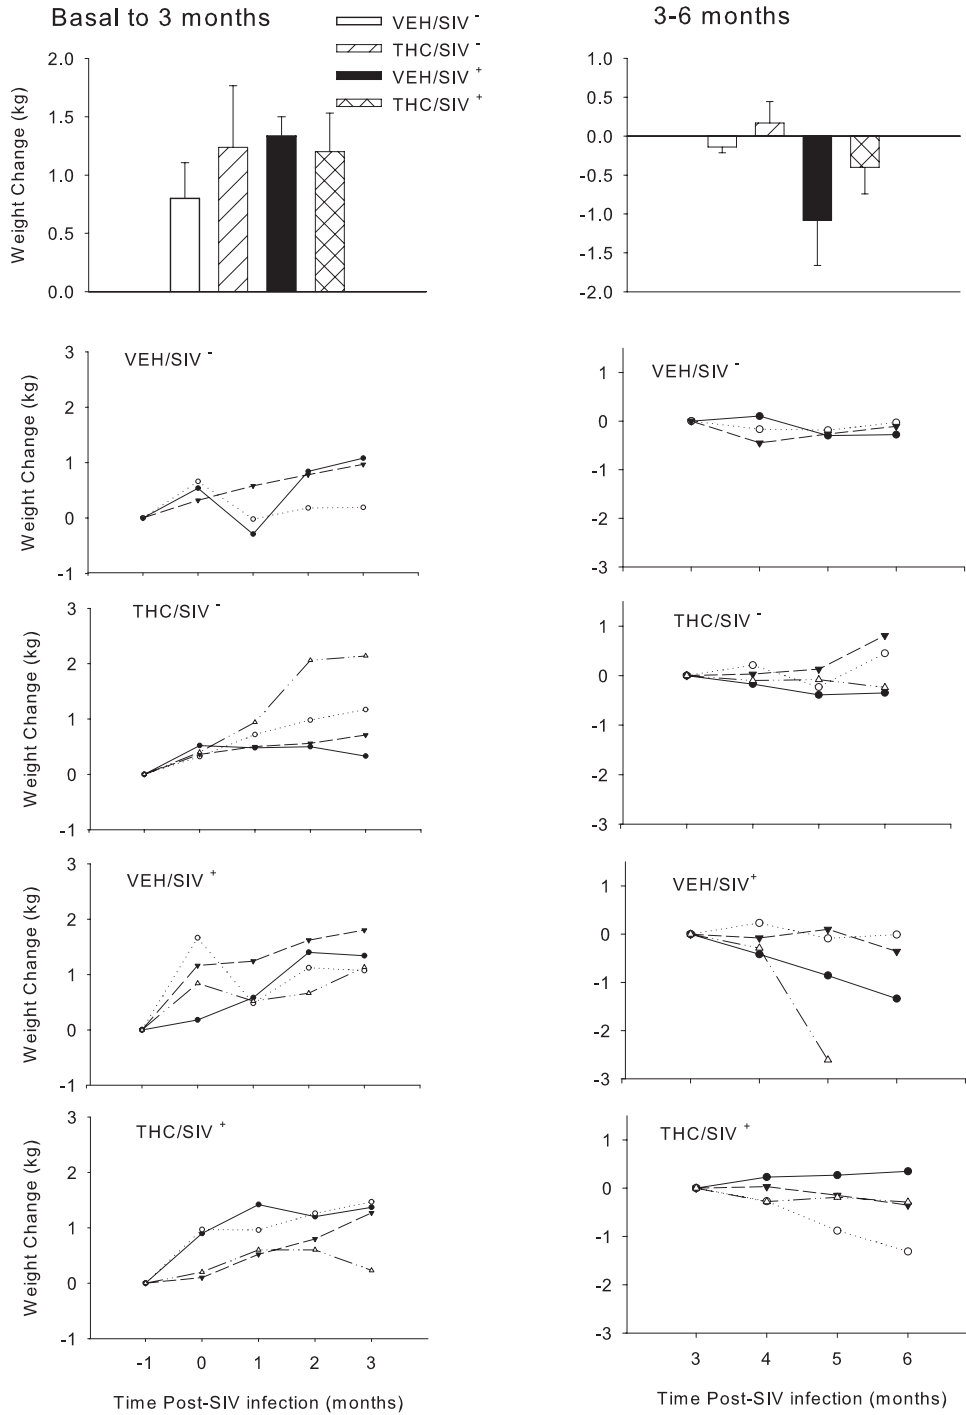 Basal to 3 months
VEH/SIV -
THC/SIV -
VEH/SIV +
THC/SIV +
3-6 months
Weight Change (kg)
2.0
1.5
1.0
0.5
0.0
Weight Change (kg)
1.0
0.5
0.0
-0.5
-1.0
-1.5
-2.0
VEH/SIV -
Weight Change (kg)
3
2
1
0
-1
VEH/SIV -
1
0
-1
-2
-3
THC/SIV -
Weight Change (kg)
3
2
1
0
-1
THC/SIV -
1
0
-1
-2
-3
VEH/SIV +
Weight Change (kg)
3
2
1
0
-1
VEH/SIV +
1
0
-1
-2
-3
THC/SIV +
Weight Change (kg)
3
2
1
0
-1
-1 0 1 2 3
Time Post-SIV infection (months)
THC/SIV +
1
0
-1
-2
-3
3 4 5 6
Time Post-SIV infection (months)